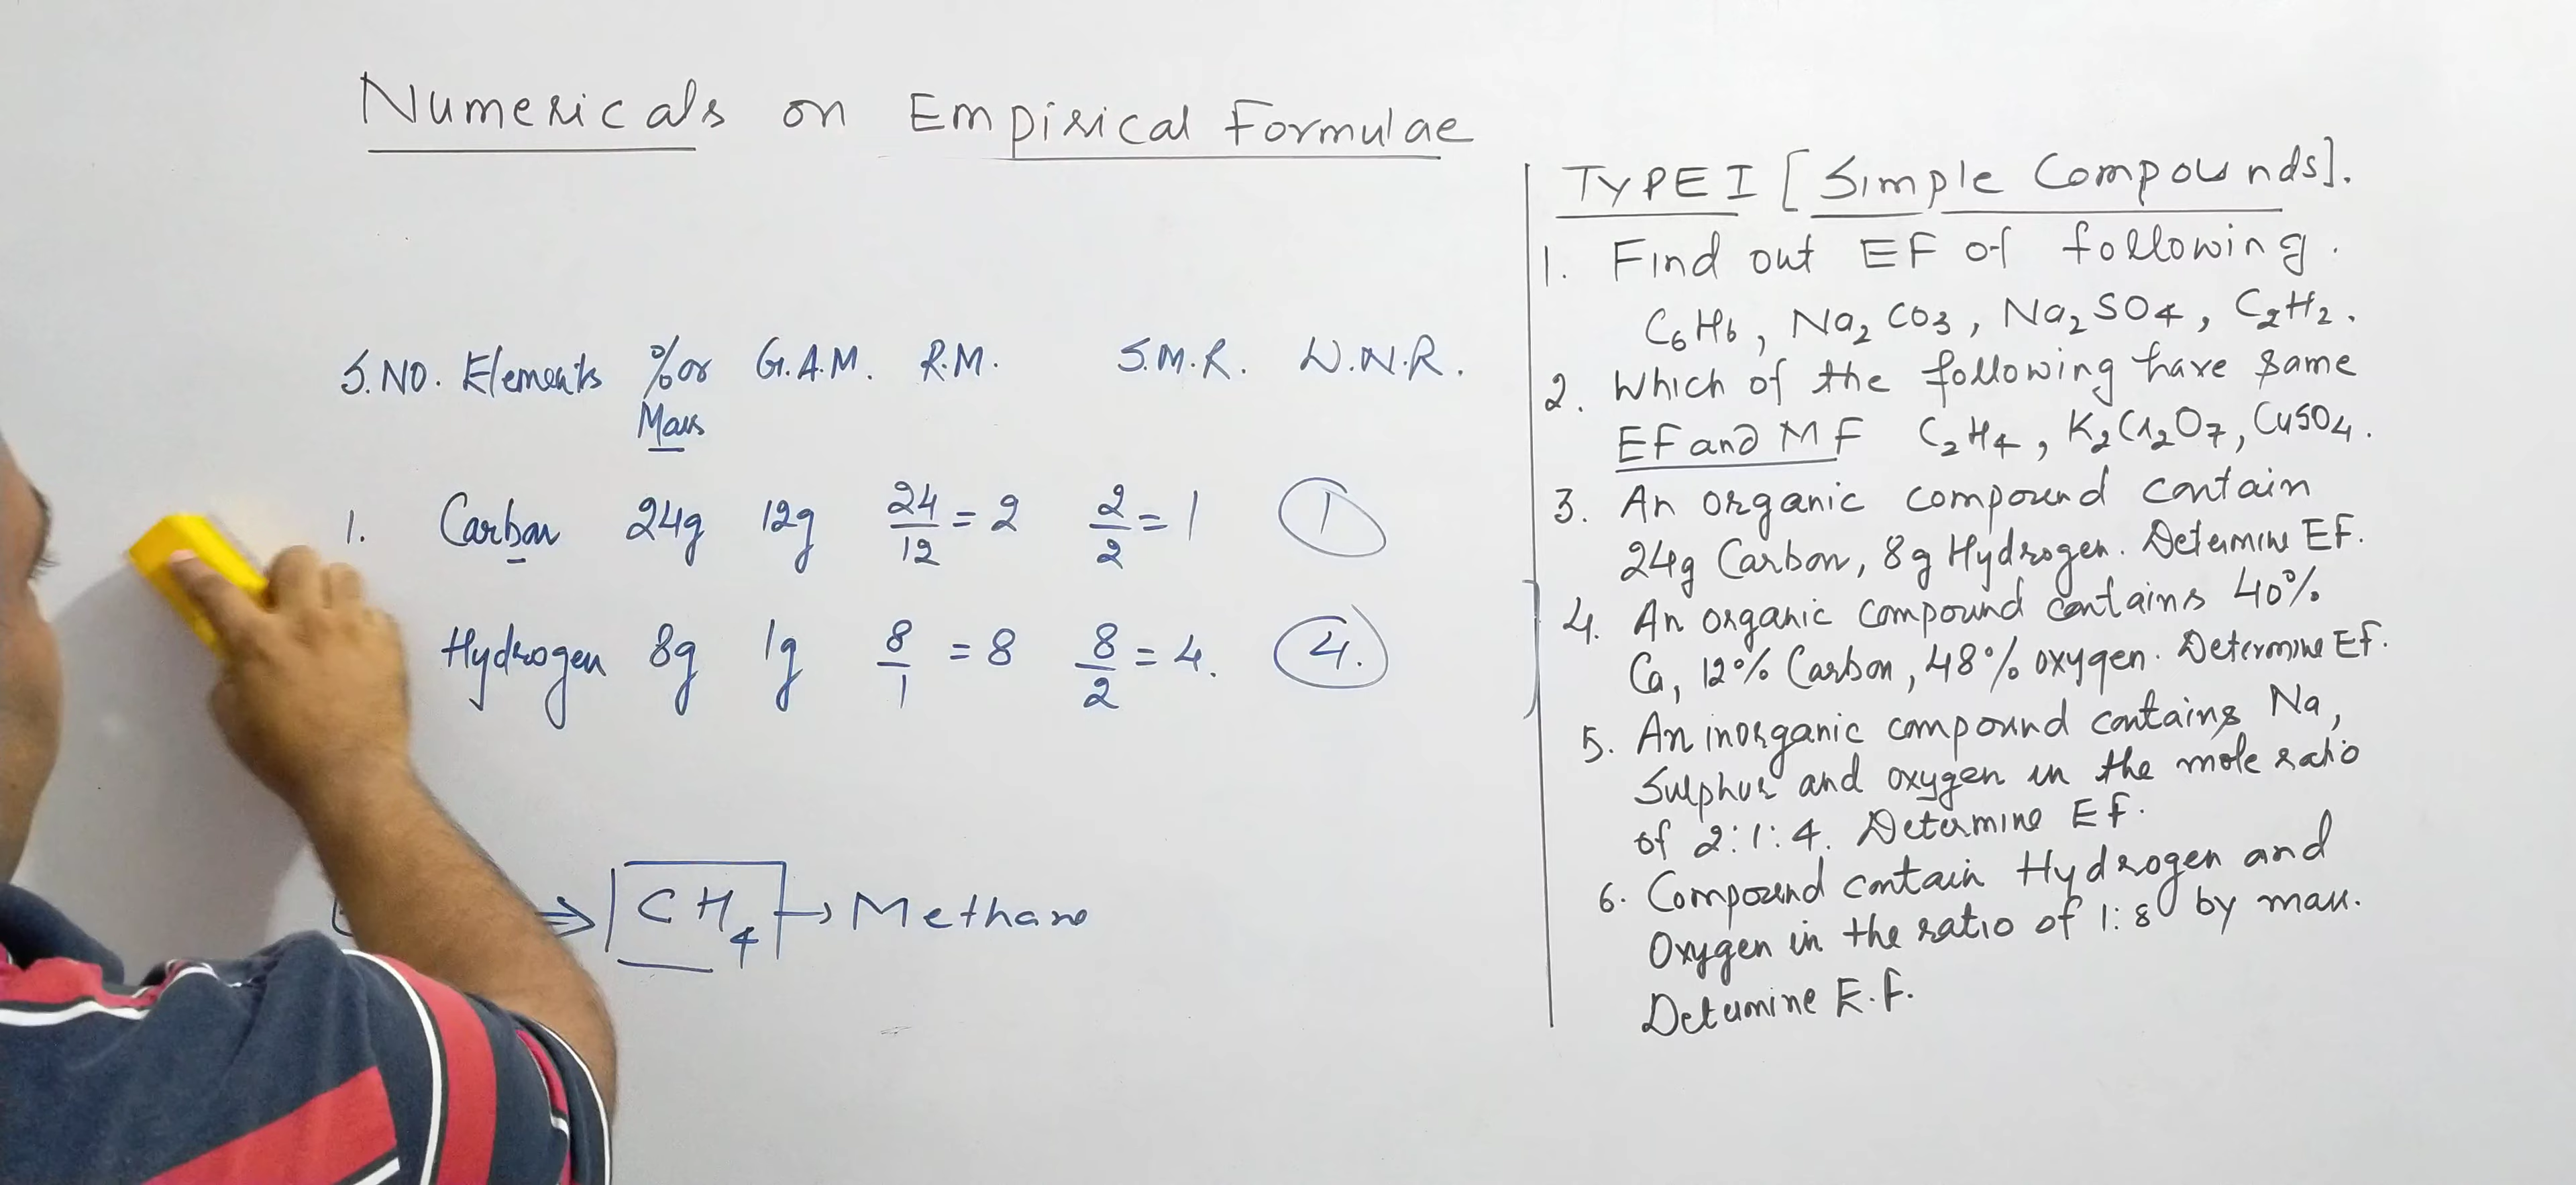 Numericals on Empirical Formulae
S.NO. Elements % or G.A.M. R.M. S.M.R. W.N.R.
Mass
1. Carbon 24g 12g 24/12 = 2 2/2 = 1 1
Hydrogen 8g 1g 8/1 = 8 8/2 = 4. 4.
⇒ CH4 → Methane
TYPE I [Simple Compounds].
1. Find out EF of following.
C6H6, Na2CO3, Na2SO4, C2H2.
2. Which of the following have same
EF and MF C2H4, K2Cr2O7, CuSO4.
3. An organic compound contain
24g Carbon, 8g Hydrogen. Determine EF.
4. An organic compound contains 40%
Ca, 12% Carbon, 48% oxygen. Determine EF.
5. An inorganic compound contains Na,
Sulphur and oxygen in the mole ratio
of 2:1:4. Determine EF.
6. Compound contain Hydrogen and
Oxygen in the ratio of 1:8 by mass.
Determine E.F.